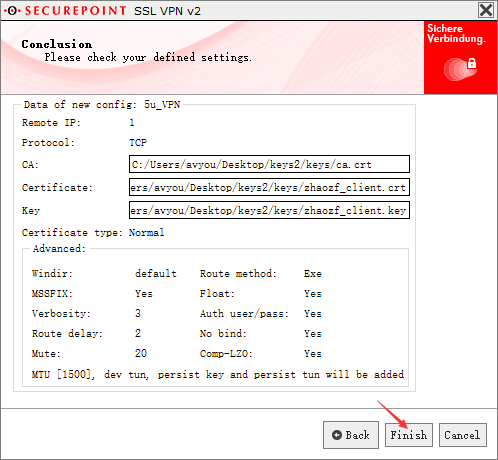 SECUREPOINT SSL VPN v2
Conclusion
Please check your defined settings.
Sichere
Verbindung.
Data of new config: 5u_VPN
Remote IP: 1
Protocol: TCP
CA: C:/Users/avyou/Desktop/keys2/keys/ca.crt
Certificate: ers/avyou/Desktop/keys2/keys/zhaozf_client.crt
Key ers/avyou/Desktop/keys2/keys/zhaozf_client.key
Certificate type: Normal
Advanced:
Windir: default Route method: Exe
MSSFIX: Yes Float: Yes
Verbosity: 3 Auth user/pass: Yes
Route delay: 2 No bind: Yes
Mute: 20 Comp-LZO: Yes
MTU [1500], dev tun, persist key and persist tun will be added
Back Finish Cancel